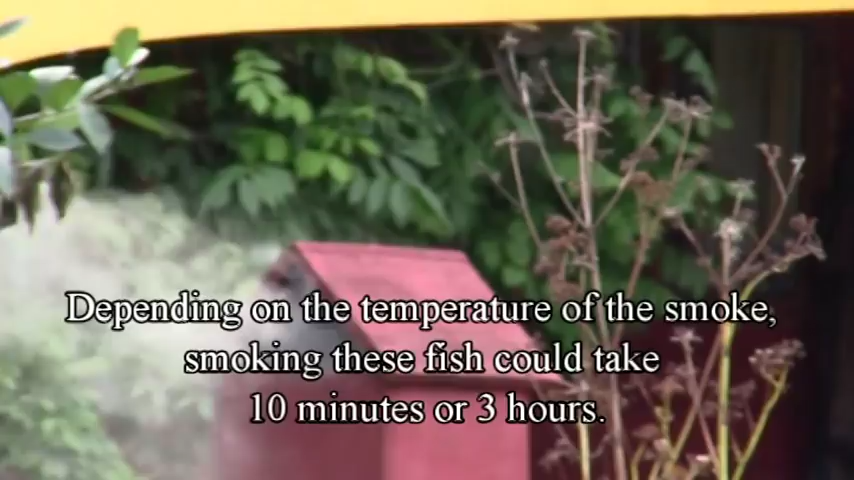 Depending on the temperature of the smoke,
smoking these fish could take
10 minutes or 3 hours.